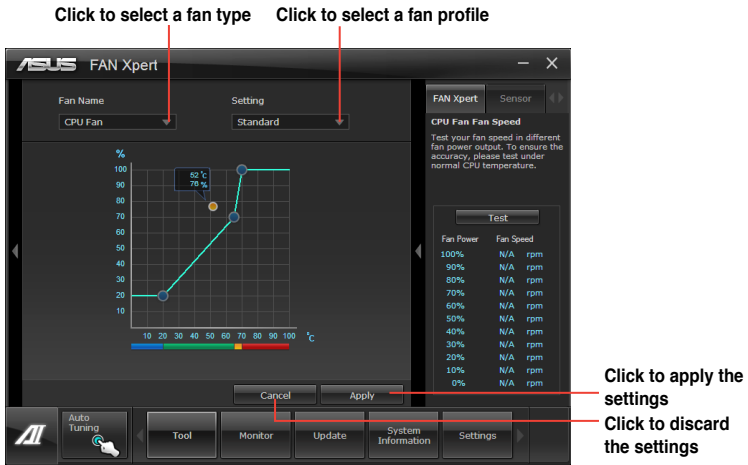 Click to select a fan type
Click to select a fan profile
ASUS FAN Xpert
Fan Name
Setting
CPU Fan
Standard
%
100
90
80
70
60
50
40
30
20
10
52 °c
76 %
10 20 30 40 50 60 70 80 90 100 °C
Cancel
Apply
FAN Xpert
Sensor
CPU Fan Fan Speed
Test your fan speed in different
fan power output. To ensure the
accuracy, please test under
normal CPU temperature.
Test
Fan Power Fan Speed
100% N/A rpm
90% N/A rpm
80% N/A rpm
70% N/A rpm
60% N/A rpm
50% N/A rpm
40% N/A rpm
30% N/A rpm
20% N/A rpm
10% N/A rpm
0% N/A rpm
Click to apply the
settings
Click to discard
the settings
AI
Auto
Tuning
Tool
Monitor
Update
System
Information
Settings